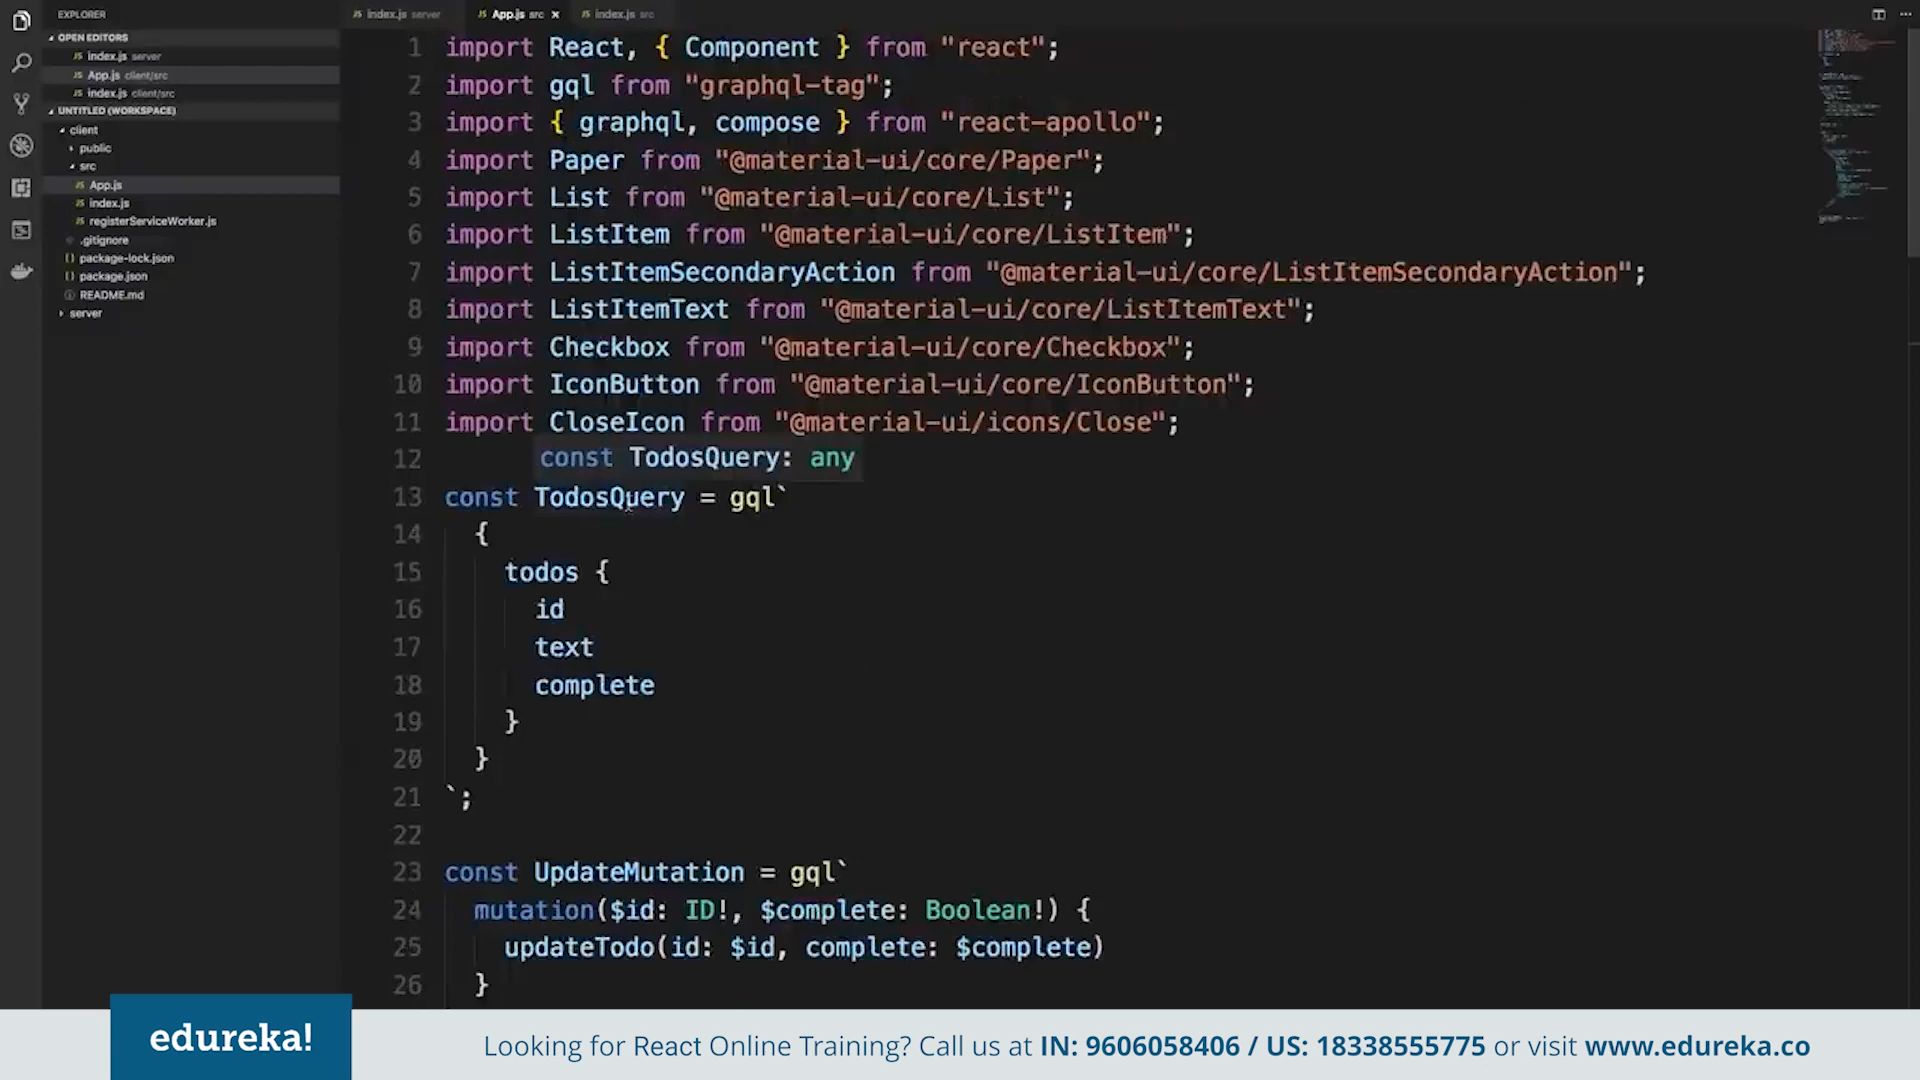 EXPLORER
OPEN EDITORS
index.js server
App.js client/src
index.js client/src
UNTITLED (WORKSPACE)
client
public
src
App.js
index.js
registerServiceWorker.js
.gitignore
package-lock.json
package.json
README.md
server
index.js server App.js src index.js src
1 import React, { Component } from "react";
2 import gql from "graphql-tag";
3 import { graphql, compose } from "react-apollo";
4 import Paper from "@material-ui/core/Paper";
5 import List from "@material-ui/core/List";
6 import ListItem from "@material-ui/core/ListItem";
7 import ListItemSecondaryAction from "@material-ui/core/ListItemSecondaryAction";
8 import ListItemText from "@material-ui/core/ListItemText";
9 import Checkbox from "@material-ui/core/Checkbox";
10 import IconButton from "@material-ui/core/IconButton";
11 import CloseIcon from "@material-ui/icons/Close";
12 const TodosQuery: any
13 const TodosQuery = gql`
14 {
15 todos {
16 id
17 text
18 complete
19 }
20 }
21 `;
22
23 const UpdateMutation = gql`
24 mutation($id: ID!, $complete: Boolean!) {
25 updateTodo(id: $id, complete: $complete)
26 }
edureka!
Looking for React Online Training? Call us at IN: 9606058406 / US: 18338555775 or visit www.edureka.co